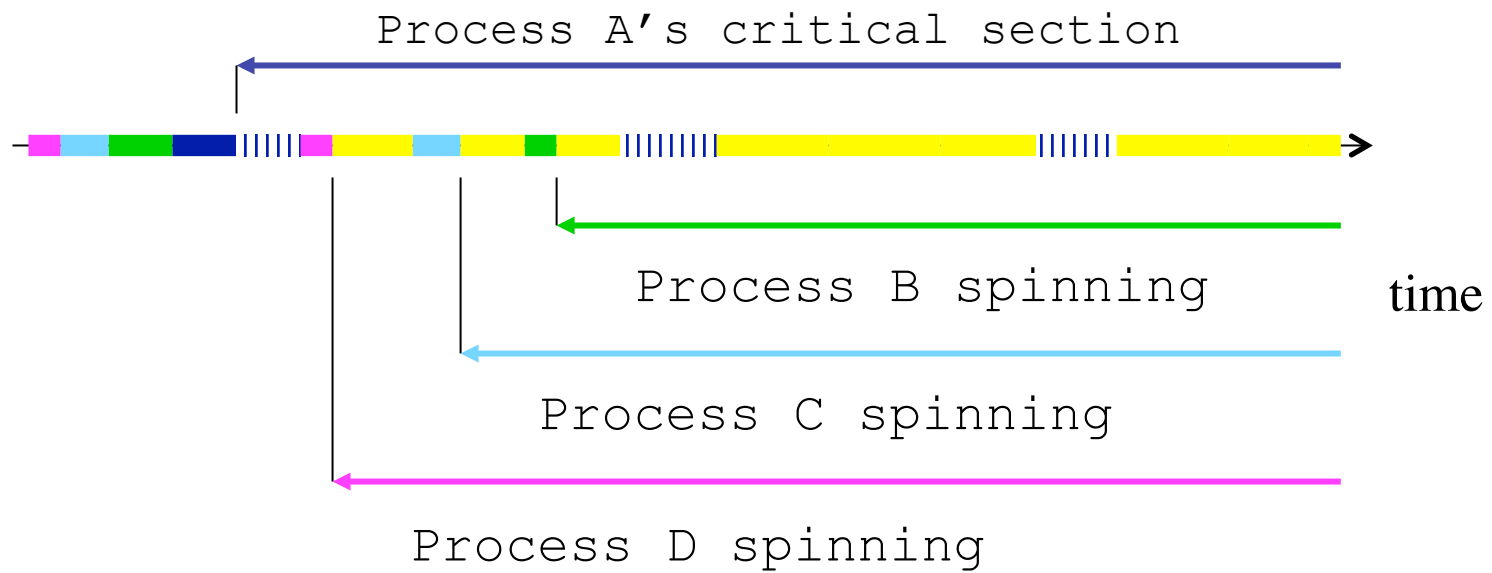 Process A’s critical section
Process B spinning
time
Process C spinning
Process D spinning